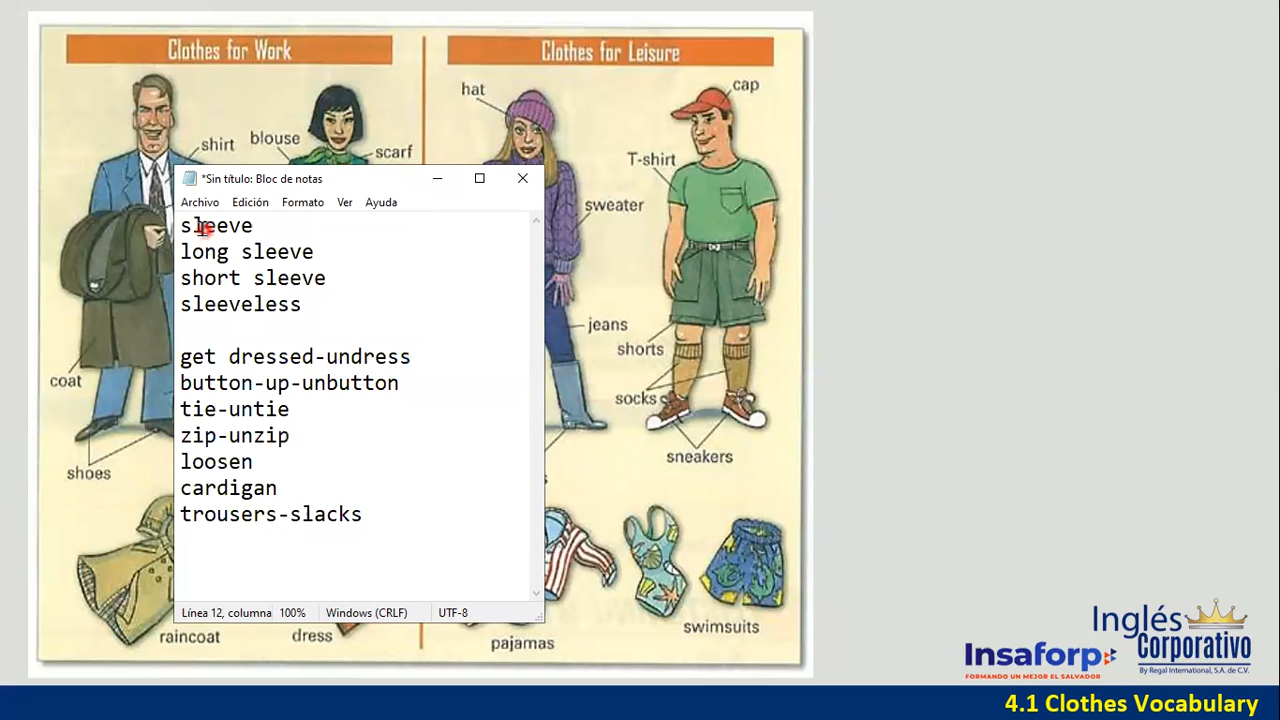 Clothes for Work
Clothes for Leisure
shirt
blouse
scarf
coat
shoes
raincoat
dress
hat
cap
T-shirt
sweater
jeans
shorts
socks
sneakers
pajamas
swimsuits
*Sin título: Bloc de notas
Archivo Edición Formato Ver Ayuda
sleeve
long sleeve
short sleeve
sleeveless
get dressed-undress
button-up-unbutton
tie-untie
zip-unzip
loosen
cardigan
trousers-slacks
Línea 12, columna 100% Windows (CRLF) UTF-8
Insaforp
FORMANDO UN MEJOR EL SALVADOR
Inglés
Corporativo
By Regal International, S.A. de C.V.
4.1 Clothes Vocabulary